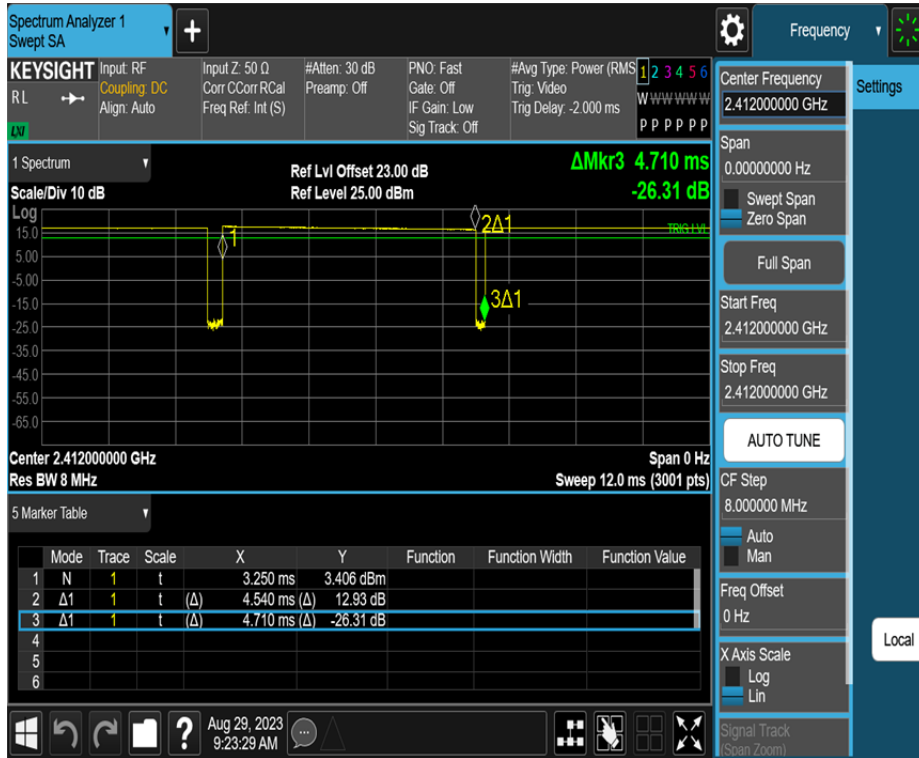 Spectrum Analyzer 1
Swept SA
+
Frequency
KEYSIGHT
RL
LXI
Input: RF
Coupling: DC
Align: Auto
Input Z: 50 Ω
Corr CCorr RCal
Freq Ref: Int (S)
#Atten: 30 dB
Preamp: Off
PNO: Fast
Gate: Off
IF Gain: Low
Sig Track: Off
#Avg Type: Power (RMS
Trig: Video
Trig Delay: -2.000 ms
1 2 3 4 5 6
W W W W W W
P P P P P P
Center Frequency
2.412000000 GHz
Settings
1 Spectrum
Scale/Div 10 dB
Ref Lvl Offset 23.00 dB
Ref Level 25.00 dBm
ΔMkr3 4.710 ms
-26.31 dB
Log
15.0
5.00
-5.00
-15.0
-25.0
-35.0
-45.0
-55.0
-65.0
1
2Δ1
3Δ1
TRIG LVL
Center 2.412000000 GHz
Res BW 8 MHz
Span 0 Hz
Sweep 12.0 ms (3001 pts)
Span
0.00000000 Hz
Swept Span
Zero Span
Full Span
Start Freq
2.412000000 GHz
Stop Freq
2.412000000 GHz
AUTO TUNE
CF Step
8.000000 MHz
Auto
Man
Freq Offset
0 Hz
X Axis Scale
Log
Lin
Signal Track
(Span Zoom)
Local
5 Marker Table
Mode Trace Scale X Y Function Function Width Function Value
1 N 1 t 3.250 ms 3.406 dBm
2 Δ1 1 t (Δ) 4.540 ms (Δ) 12.93 dB
3 Δ1 1 t (Δ) 4.710 ms (Δ) -26.31 dB
4
5
6
?
Aug 29, 2023
9:23:29 AM